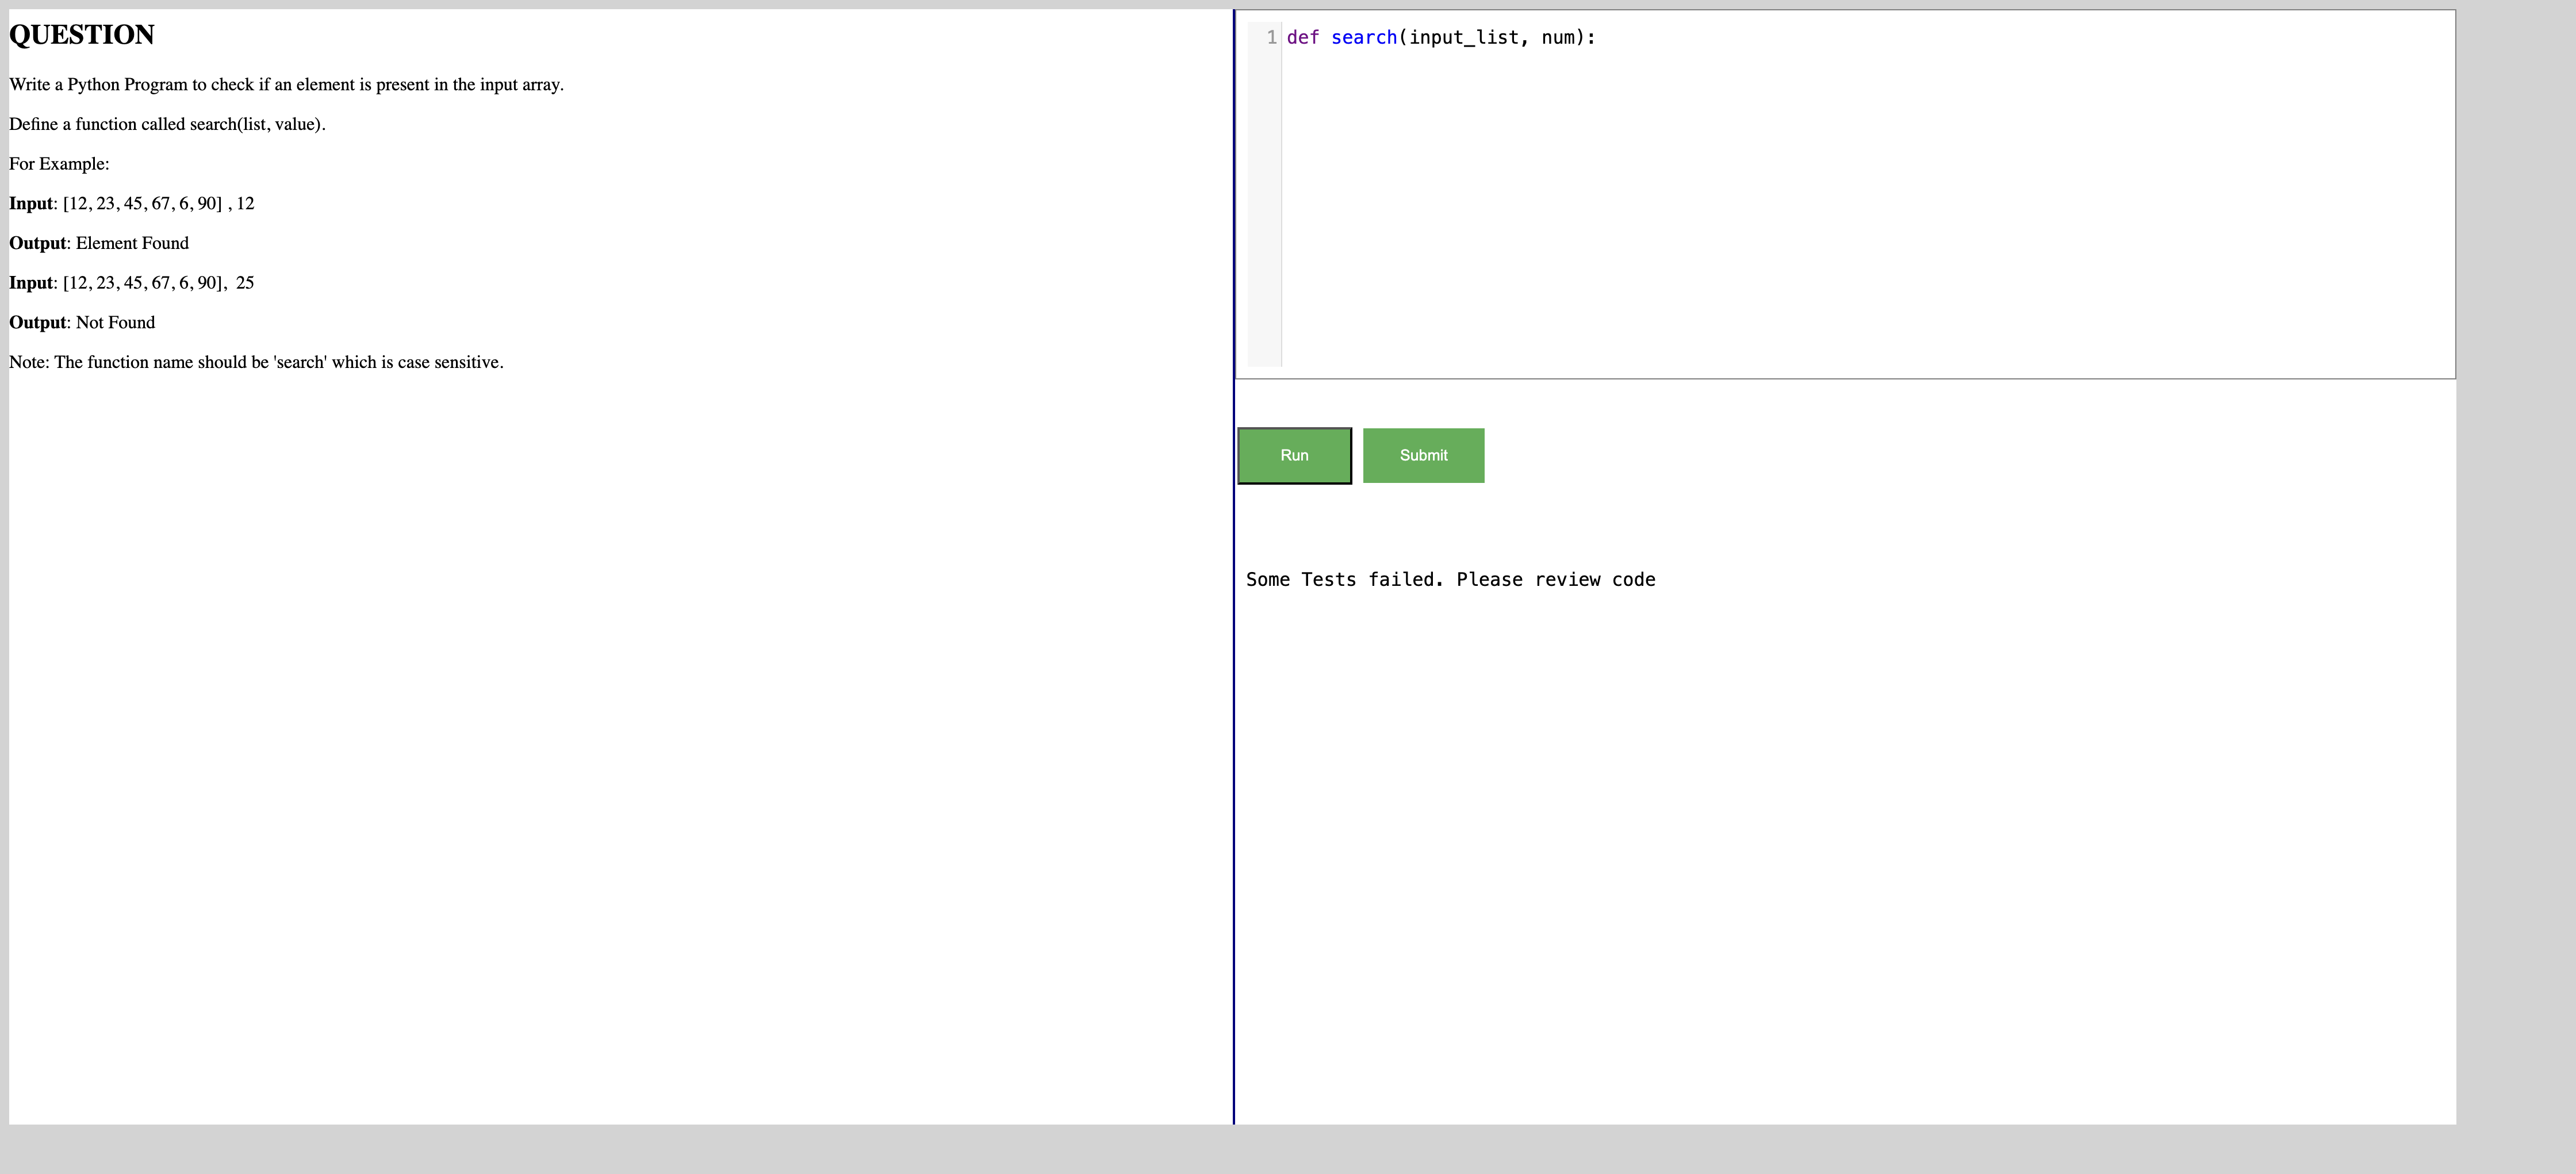 QUESTION
Write a Python Program to check if an element is present in the input array.
Define a function called search(list, value).
For Example:
Input: [12, 23, 45, 67, 6, 90] , 12
Output: Element Found
Input: [12, 23, 45, 67, 6, 90],  25
Output: Not Found
Note: The function name should be 'search' which is case sensitive.
1 def search(input_list, num):
Run Submit
Some Tests failed. Please review code